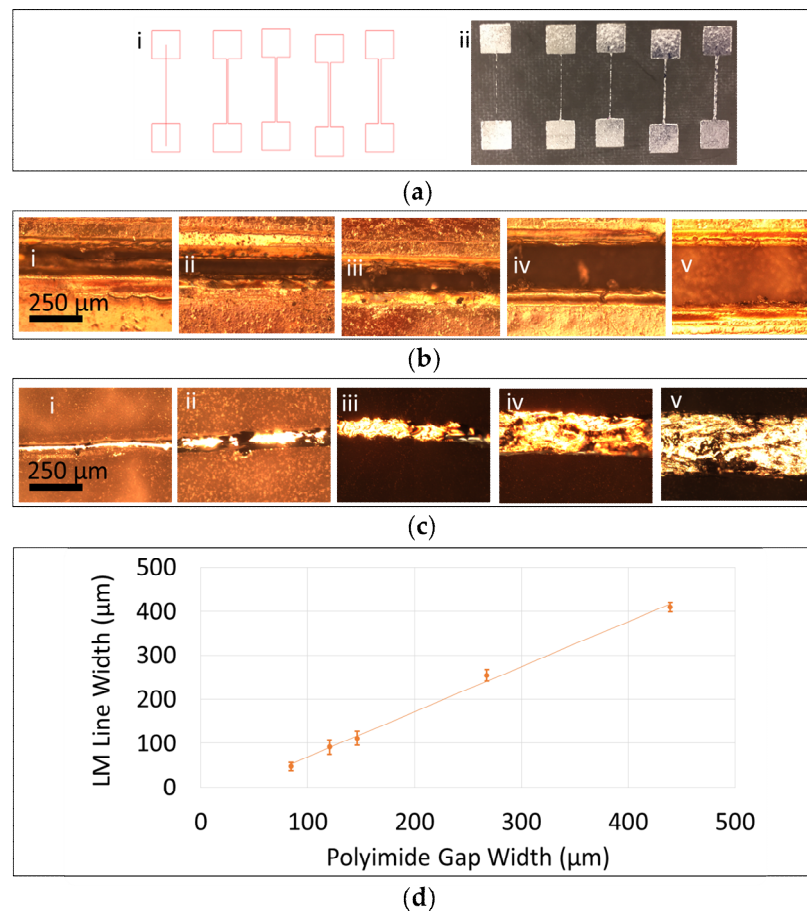 i
ii
(a)
i
ii
iii
iv
v
250 µm
(b)
i
ii
iii
iv
v
250 µm
(c)
500
400
300
200
100
0
LM Line Width (µm)
0 100 200 300 400 500
Polyimide Gap Width (µm)
(d)